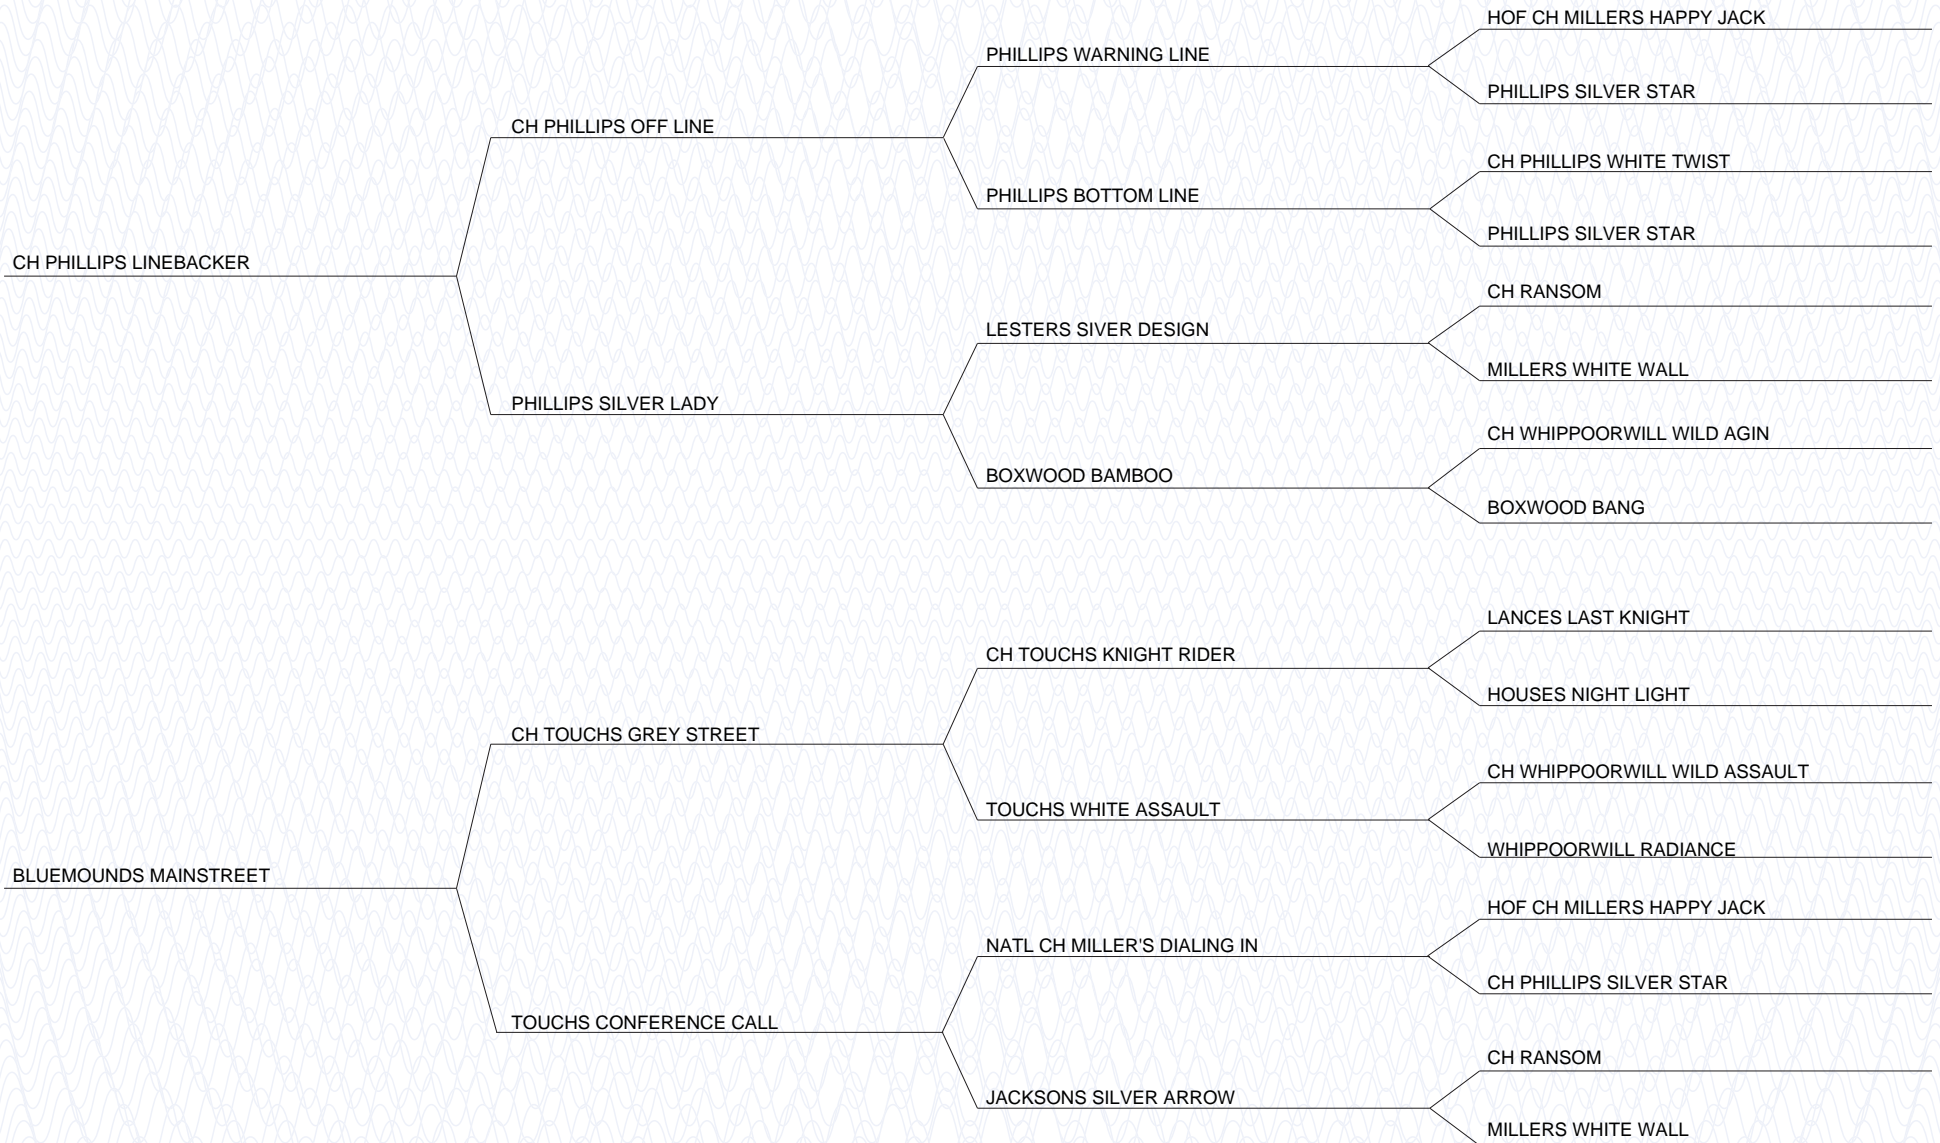 HOF CH MILLERS HAPPY JACK
PHILLIPS WARNING LINE
PHILLIPS SILVER STAR
CH PHILLIPS OFF LINE
CH PHILLIPS WHITE TWIST
PHILLIPS BOTTOM LINE
PHILLIPS SILVER STAR
CH PHILLIPS LINEBACKER
CH RANSOM
LESTERS SIVER DESIGN
MILLERS WHITE WALL
PHILLIPS SILVER LADY
CH WHIPPOORWILL WILD AGIN
BOXWOOD BAMBOO
BOXWOOD BANG
LANCES LAST KNIGHT
CH TOUCHS KNIGHT RIDER
HOUSES NIGHT LIGHT
CH TOUCHS GREY STREET
CH WHIPPOORWILL WILD ASSAULT
TOUCHS WHITE ASSAULT
WHIPPOORWILL RADIANCE
BLUEMOUNDS MAINSTREET
HOF CH MILLERS HAPPY JACK
NATL CH MILLER'S DIALING IN
CH PHILLIPS SILVER STAR
TOUCHS CONFERENCE CALL
CH RANSOM
JACKSONS SILVER ARROW
MILLERS WHITE WALL